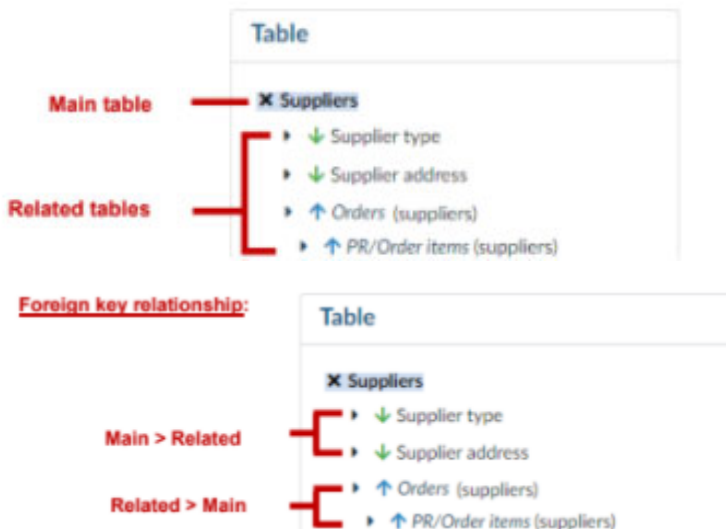 Table
Main table
✕ Suppliers
Supplier type
Supplier address
Related tables
Orders (suppliers)
PR/Order items (suppliers)
Foreign key relationship:
Table
✕ Suppliers
Supplier type
Main > Related
Supplier address
Orders (suppliers)
Related > Main
PR/Order items (suppliers)